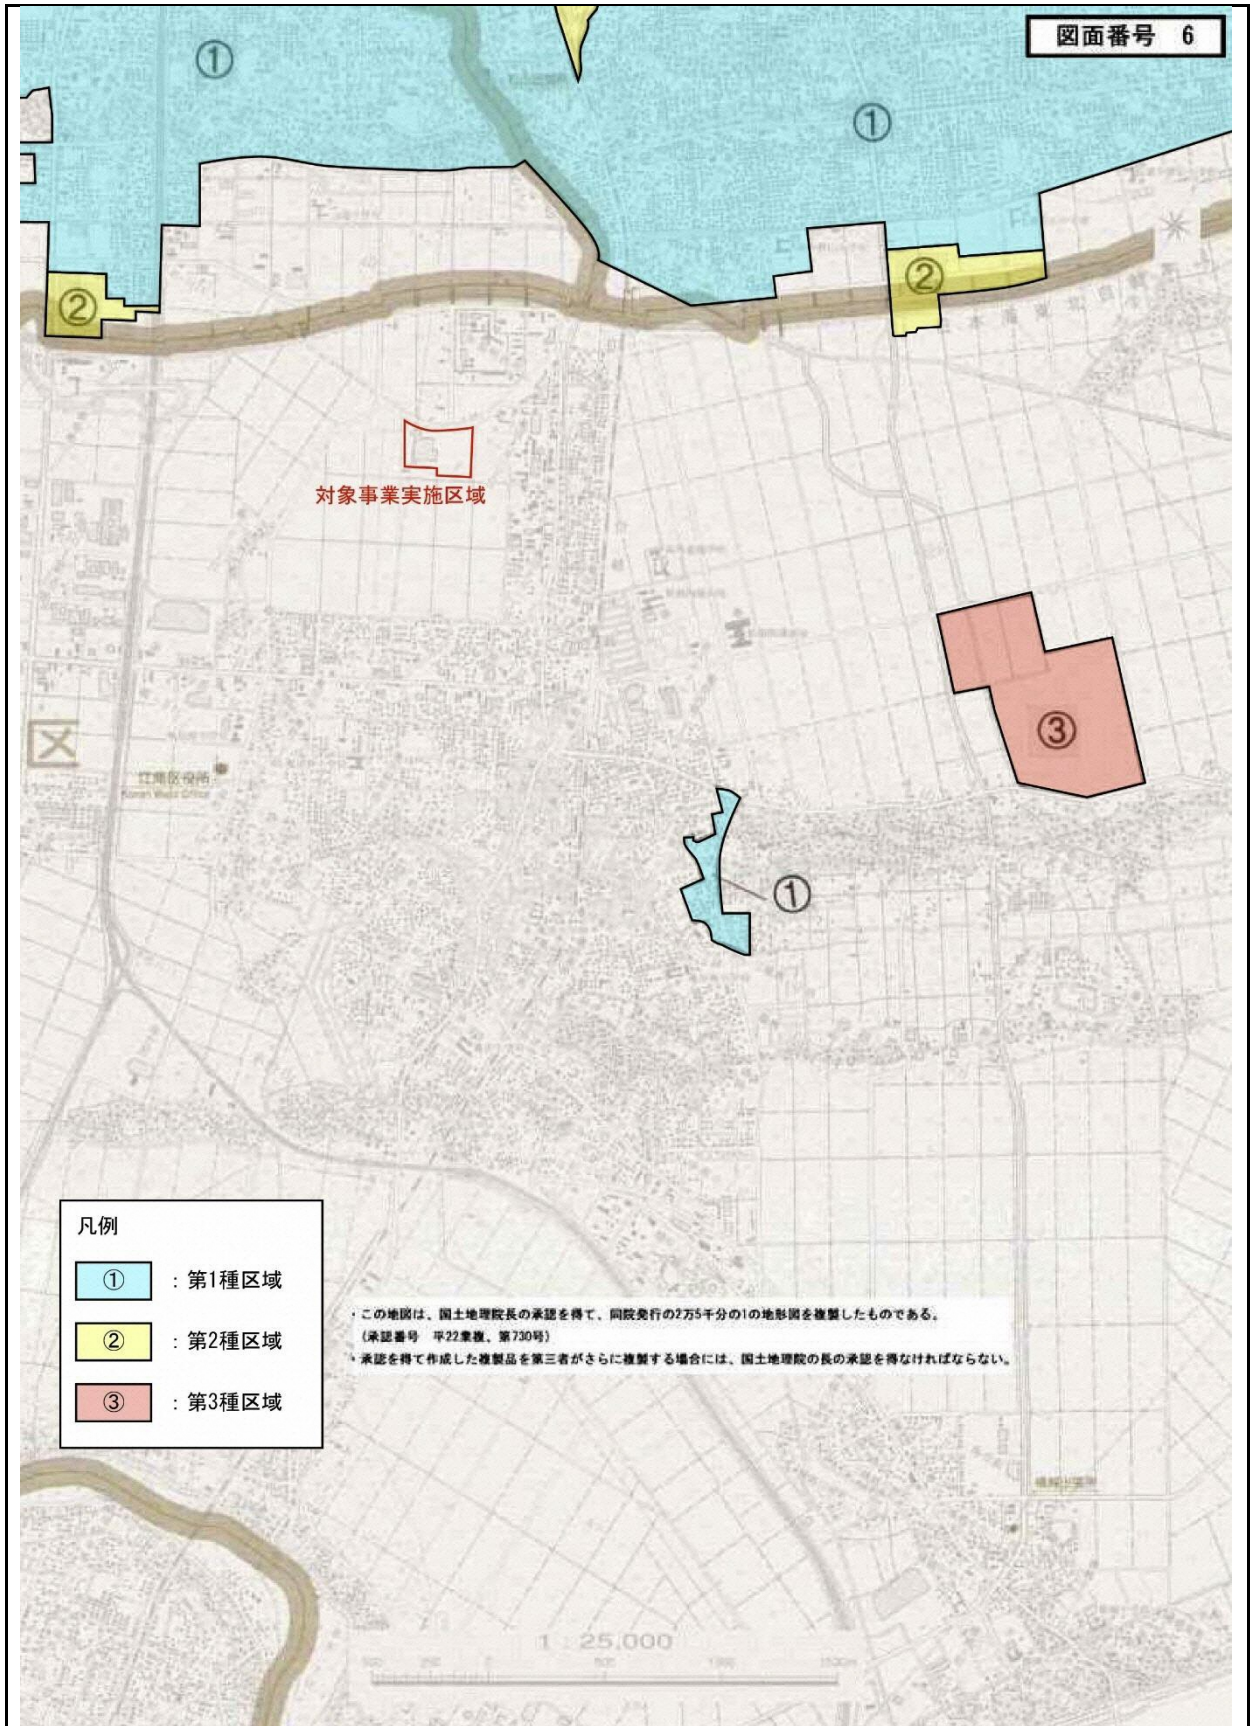 図面番号 6
①
①
②
②
対象事業実施区域
③
区
江南区役所
Konan Ward Office
①
凡例
① : 第1種区域
② : 第2種区域
③ : 第3種区域
・この地図は、国土地理院長の承認を得て、同院発行の2万5千分の1の地形図を複製したものである。
(承認番号 平22業複、第730号)
・承認を得て作成した複製品を第三者がさらに複製する場合には、国土地理院の長の承認を得なければならない。
1 : 25,000